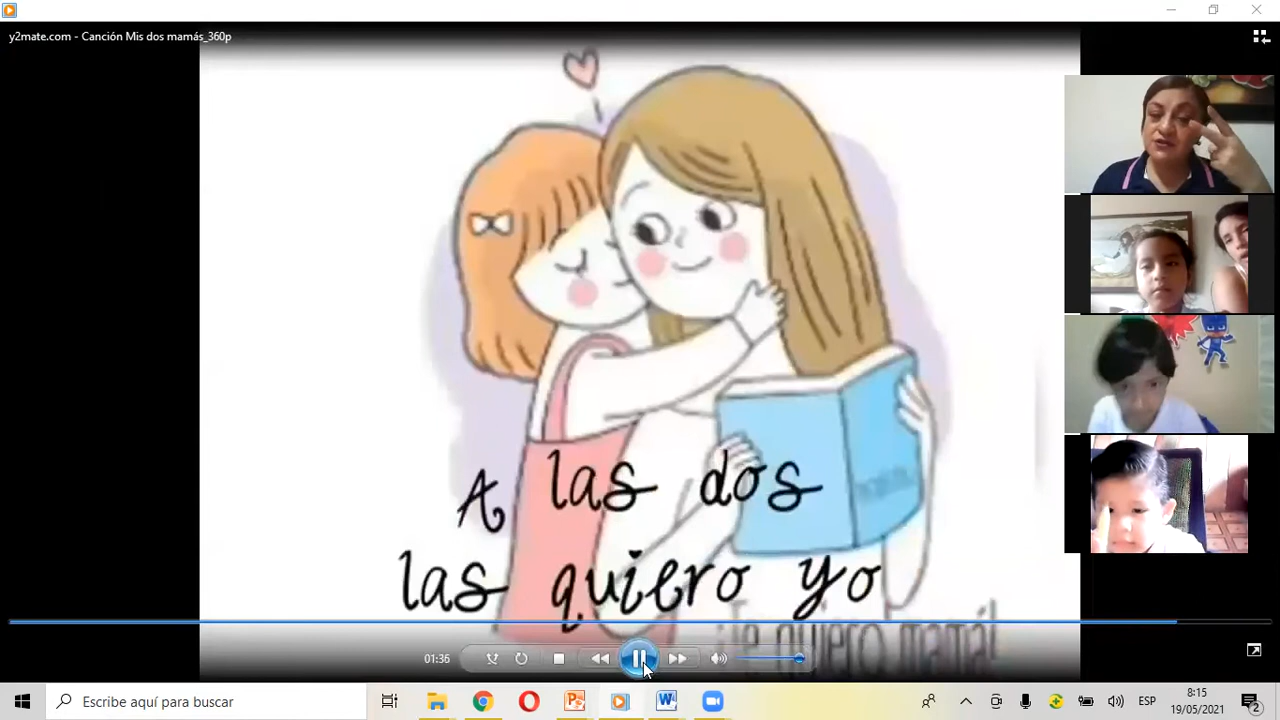 y2mate.com - Canción Mis dos mamás_360p
A las dos
las quiero yo
¡Te quiero mamá!
01:36
Escribe aquí para buscar
ESP
8:15
19/05/2021
2